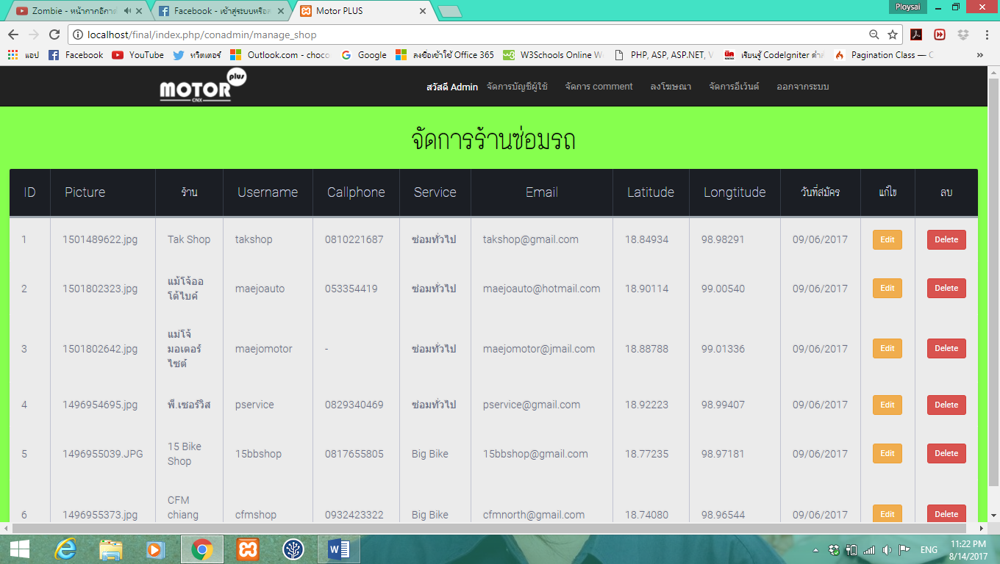 Zombie - หน้ากากอีกาดำ
Facebook - เข้าสู่ระบบหรือส
Motor PLUS
Ploysai
localhost/final/index.php/conadmin/manage_shop
แอป Facebook YouTube ทวิตเตอร์ Outlook.com - choco Google ลงชื่อเข้าใช้ Office 365 W3Schools Online W PHP, ASP, ASP.NET, V เรียนรู้ CodeIgniter ตำล Pagination Class — C »
MOTOR plus CNX
สวัสดี Admin จัดการบัญชีผู้ใช้ จัดการ comment ลงโฆษณา จัดการอีเว้นต์ ออกจากระบบ
จัดการร้านซ่อมรถ
ID Picture ร้าน Username Callphone Service Email Latitude Longtitude วันที่สมัคร แก้ไข ลบ
1 1501489622.jpg Tak Shop takshop 0810221687 ซ่อมทั่วไป takshop@gmail.com 18.84934 98.98291 09/06/2017 Edit Delete
2 1501802323.jpg แม้โจ้ออโต้ไบค์ maejoauto 053354419 ซ่อมทั่วไป maejoauto@hotmail.com 18.90114 99.00540 09/06/2017 Edit Delete
3 1501802642.jpg แม่โจ้มอเตอร์ไซต์ maejomotor - ซ่อมทั่วไป maejomotor@jmail.com 18.88788 99.01336 09/06/2017 Edit Delete
4 1496954695.jpg พี.เซอร์วิส pservice 0829340469 ซ่อมทั่วไป pservice@gmail.com 18.92223 98.99407 09/06/2017 Edit Delete
5 1496955039.JPG 15 Bike Shop 15bbshop 0817655805 Big Bike 15bbshop@gmail.com 18.77235 98.97181 09/06/2017 Edit Delete
6 1496955373.jpg CFM chiang cfmshop 0932423322 Big Bike cfmnorth@gmail.com 18.74080 98.96544 09/06/2017 Edit Delete
ENG
11:22 PM
8/14/2017